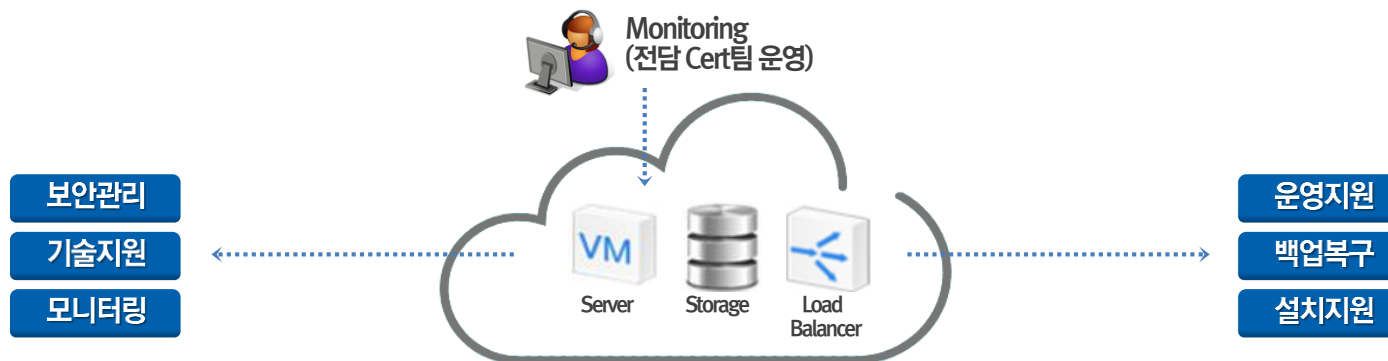 Monitoring
(전담 Cert팀 운영)
보안관리
기술지원
모니터링
VM
Server
Storage
Load
Balancer
운영지원
백업복구
설치지원